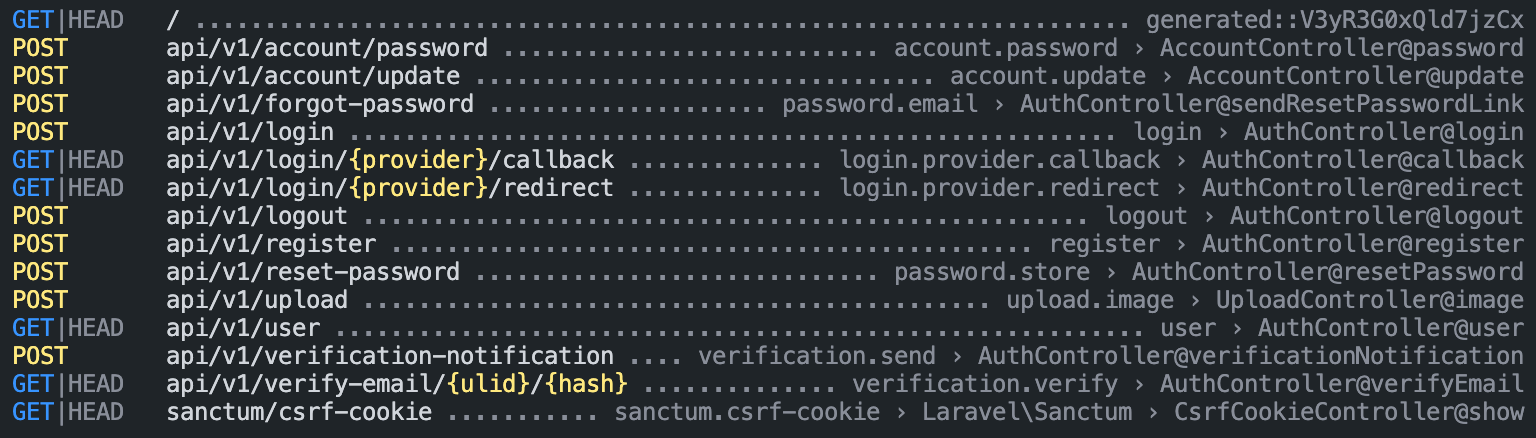 GET|HEAD / ................................................................... generated::V3yR3G0xQld7jzCx
POST api/v1/account/password ........................... account.password › AccountController@password
POST api/v1/account/update ................................. account.update › AccountController@update
POST api/v1/forgot-password .................... password.email › AuthController@sendResetPasswordLink
POST api/v1/login ....................................................... login › AuthController@login
GET|HEAD api/v1/login/{provider}/callback .............. login.provider.callback › AuthController@callback
GET|HEAD api/v1/login/{provider}/redirect .............. login.provider.redirect › AuthController@redirect
POST api/v1/logout .................................................... logout › AuthController@logout
POST api/v1/register .............................................. register › AuthController@register
POST api/v1/reset-password ............................. password.store › AuthController@resetPassword
POST api/v1/upload ............................................. upload.image › UploadController@image
GET|HEAD api/v1/user .......................................................... user › AuthController@user
POST api/v1/verification-notification .... verification.send › AuthController@verificationNotification
GET|HEAD api/v1/verify-email/{ulid}/{hash} .............. verification.verify › AuthController@verifyEmail
GET|HEAD sanctum/csrf-cookie ........... sanctum.csrf-cookie › Laravel\Sanctum › CsrfCookieController@show